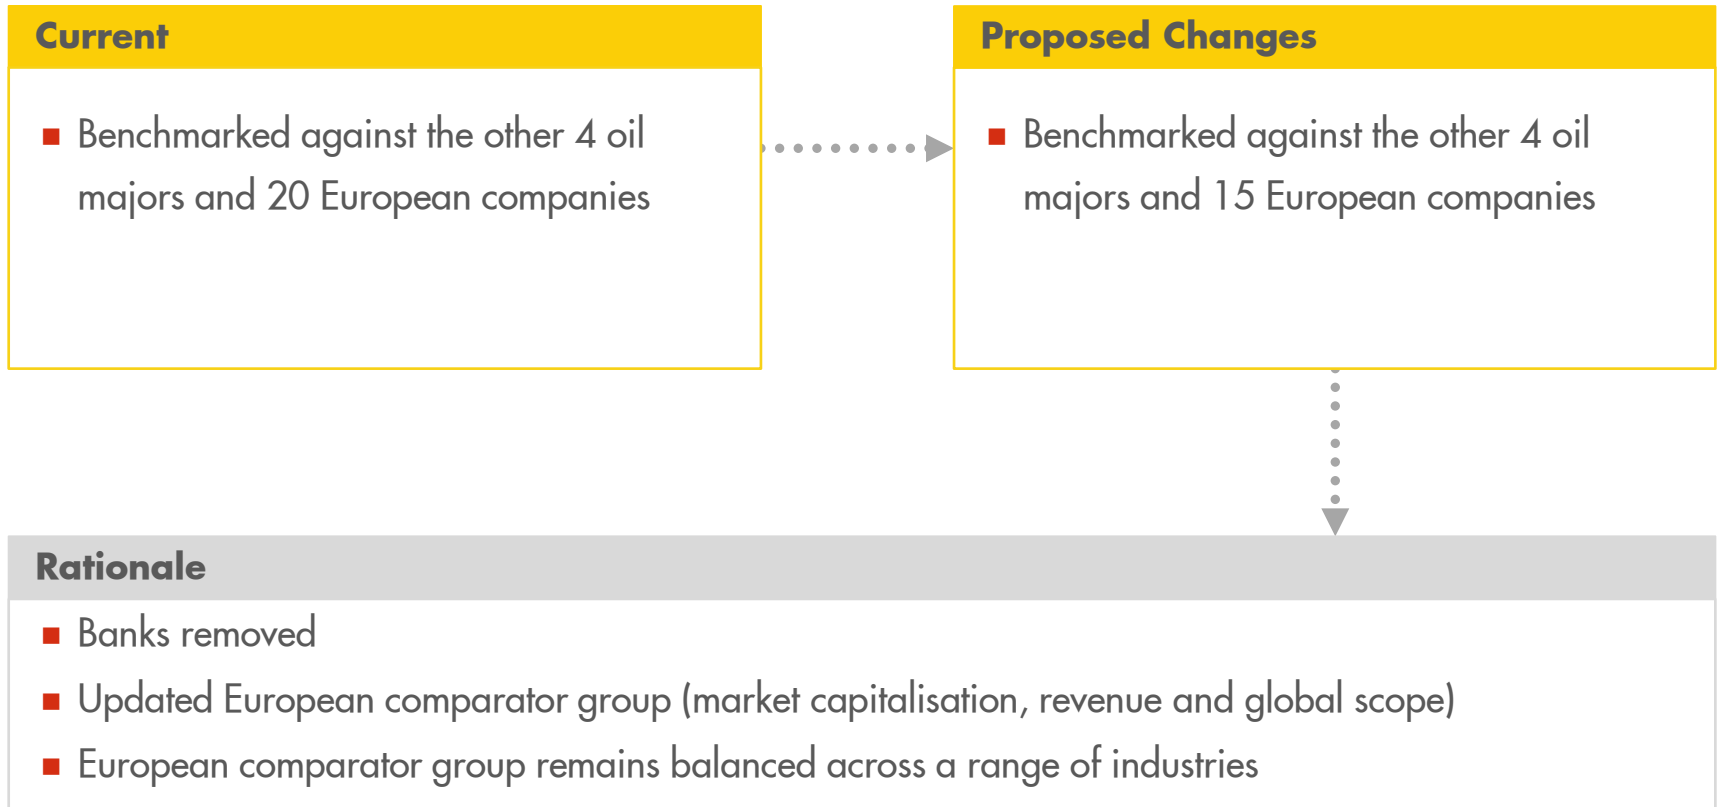 Current
Benchmarked against the other 4 oil
majors and 20 European companies
Proposed Changes
Benchmarked against the other 4 oil
majors and 15 European companies
Rationale
Banks removed
Updated European comparator group (market capitalisation, revenue and global scope)
European comparator group remains balanced across a range of industries